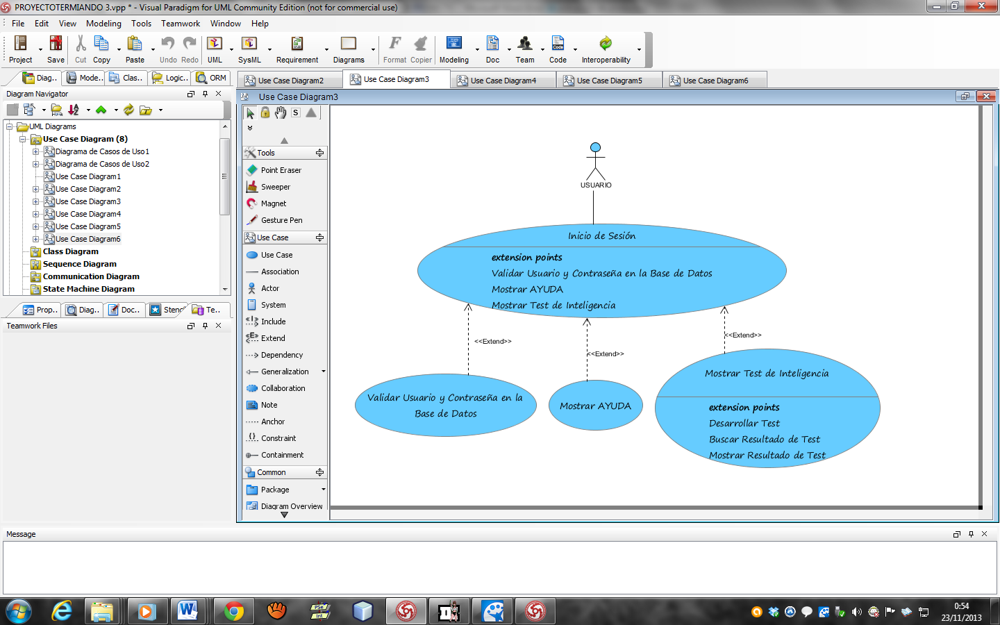 PROYECTOTERMIANDO 3.vpp * - Visual Paradigm for UML Community Edition (not for commercial use)
File Edit View Modeling Tools Teamwork Window Help
Project Save Cut Copy Paste Undo Redo UML SysML Requirement Diagrams Format Copier Modeling Doc Team Code Interoperability
Diag.. Mode.. Clas.. Logic.. ORM
Use Case Diagram2 Use Case Diagram3 Use Case Diagram4 Use Case Diagram5 Use Case Diagram6
Diagram Navigator
UML Diagrams
Use Case Diagram (8)
Diagrama de Casos de Uso1
Diagrama de Casos de Uso2
Use Case Diagram1
Use Case Diagram2
Use Case Diagram3
Use Case Diagram4
Use Case Diagram5
Use Case Diagram6
Class Diagram
Sequence Diagram
Communication Diagram
State Machine Diagram
Prop.. Diag.. Doc.. Stenc Te..
Teamwork Files
Use Case Diagram3
S
Tools
Point Eraser
Sweeper
Magnet
Gesture Pen
Use Case
Use Case
Association
Actor
System
Include
Extend
Dependency
Generalization
Collaboration
Note
Anchor
Constraint
Containment
Common
Package
Diagram Overview
USUARIO
Inicio de Sesión
extension points
Validar Usuario y Contraseña en la Base de Datos
Mostrar AYUDA
Mostrar Test de Inteligencia
<<Extend>>
<<Extend>>
<<Extend>>
Validar Usuario y Contraseña en la
Base de Datos
Mostrar AYUDA
Mostrar Test de Inteligencia
extension points
Desarrollar Test
Buscar Resultado de Test
Mostrar Resultado de Test
Message
PSe
Int
0:54
23/11/2013